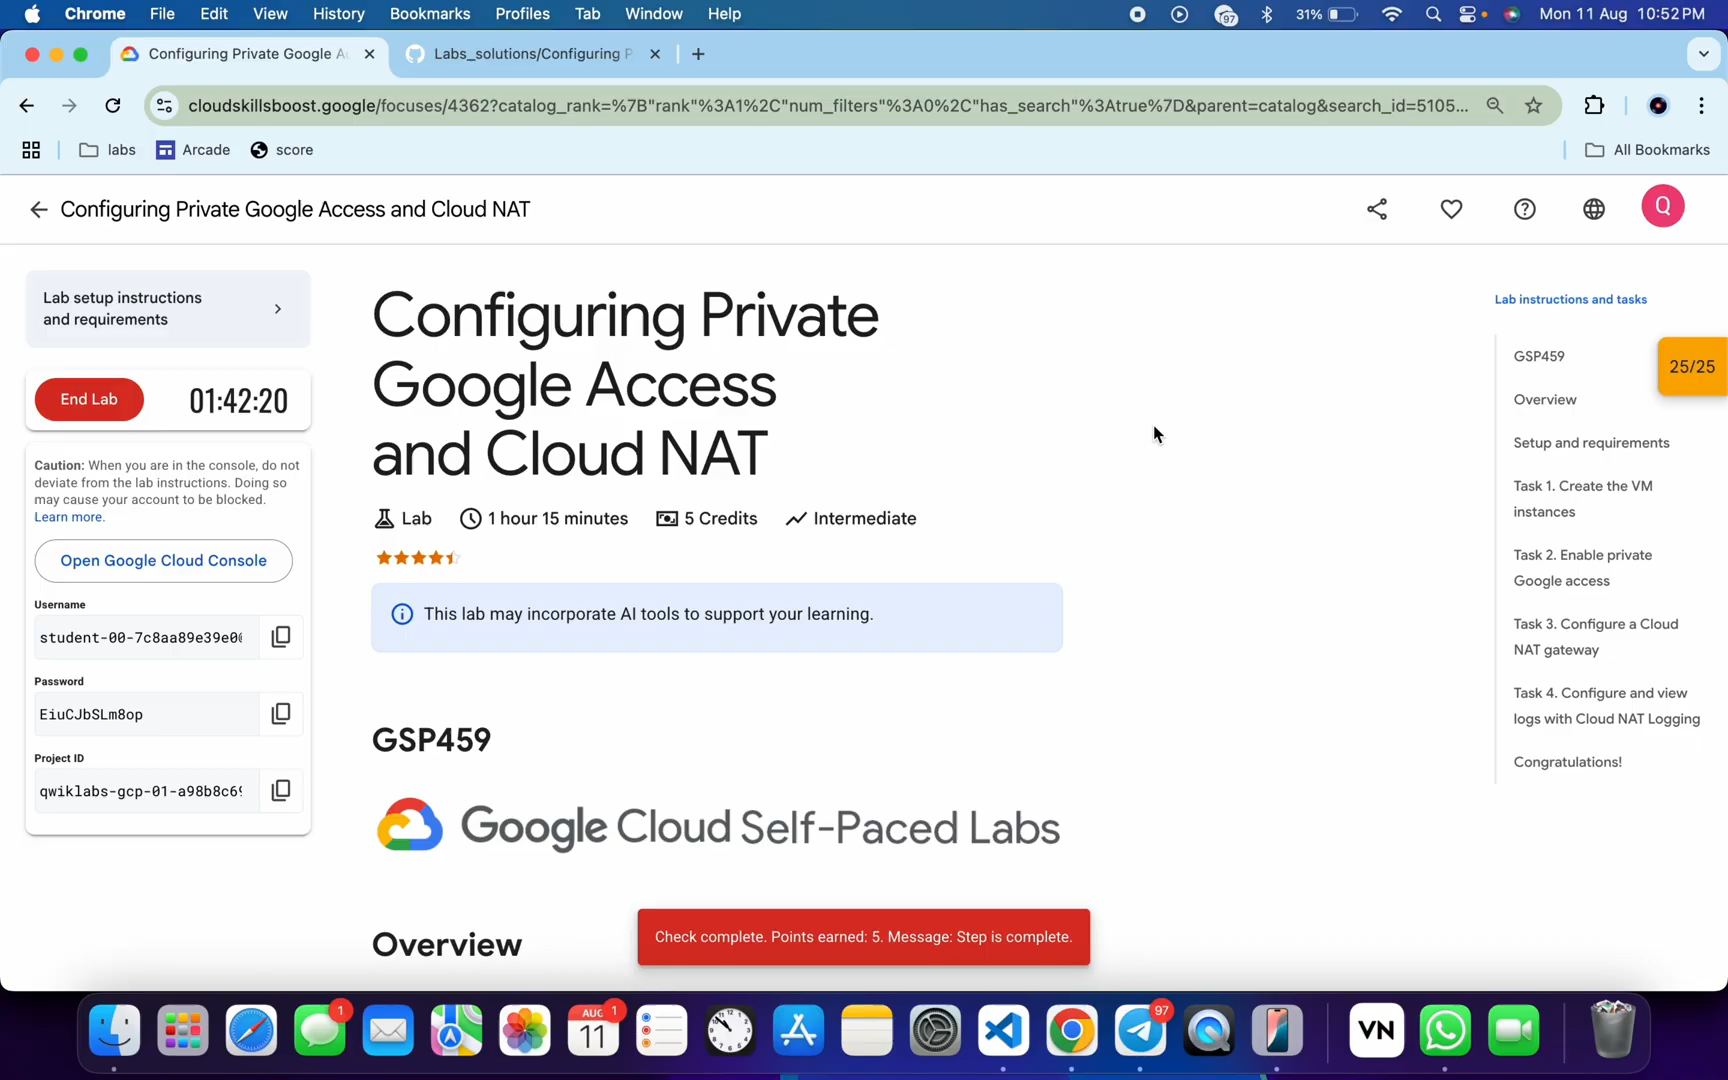 Chrome File Edit View History Bookmarks Profiles Tab Window Help
97 31% Mon 11 Aug 10:52 PM
Configuring Private Google A
Labs_solutions/Configuring P
cloudskillsboost.google/focuses/4362?catalog_rank=%7B"rank"%3A1%2C"num_filters"%3A0%2C"has_search"%3Atrue%7D&parent=catalog&search_id=5105...
labs Arcade score All Bookmarks
Configuring Private Google Access and Cloud NAT
Q
Lab setup instructions
and requirements
End Lab 01:42:20
Caution: When you are in the console, do not
deviate from the lab instructions. Doing so
may cause your account to be blocked.
Learn more.
Open Google Cloud Console
Username
student-00-7c8aa89e39e0
Password
EiuCJbSLm8op
Project ID
qwiklabs-gcp-01-a98b8c6
Configuring Private
Google Access
and Cloud NAT
Lab 1 hour 15 minutes 5 Credits Intermediate
This lab may incorporate AI tools to support your learning.
GSP459
Google Cloud Self-Paced Labs
Overview
Check complete. Points earned: 5. Message: Step is complete.
Lab instructions and tasks
GSP459
25/25
Overview
Setup and requirements
Task 1. Create the VM
instances
Task 2. Enable private
Google access
Task 3. Configure a Cloud
NAT gateway
Task 4. Configure and view
logs with Cloud NAT Logging
Congratulations!
1 AUG 11 1 97 VN